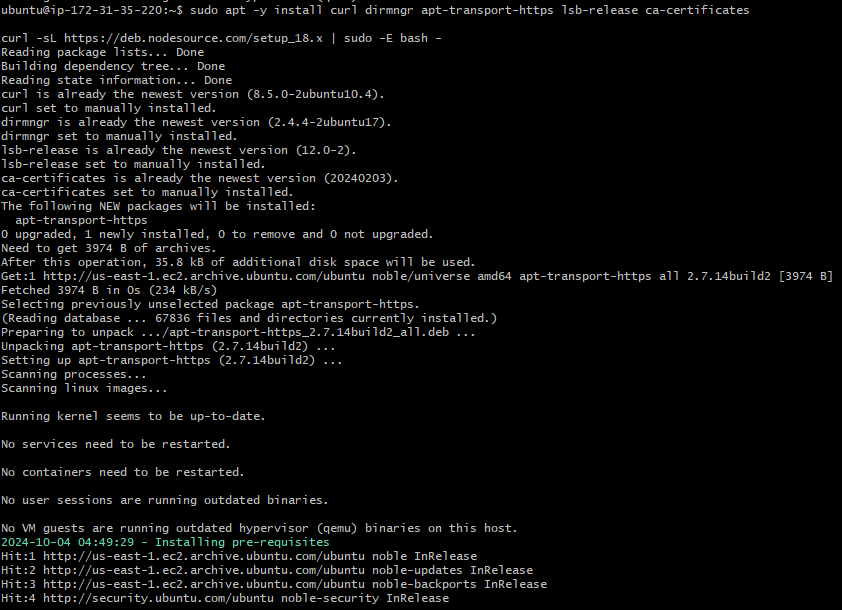 ubuntu@ip-172-31-35-220:~$ sudo apt -y install curl dirmngr apt-transport-https lsb-release ca-certificates
curl -sL https://deb.nodesource.com/setup_18.x | sudo -E bash -
Reading package lists... Done
Building dependency tree... Done
Reading state information... Done
curl is already the newest version (8.5.0-2ubuntu10.4).
curl set to manually installed.
dirmngr is already the newest version (2.4.4-2ubuntu17).
dirmngr set to manually installed.
lsb-release is already the newest version (12.0-2).
lsb-release set to manually installed.
ca-certificates is already the newest version (20240203).
ca-certificates set to manually installed.
The following NEW packages will be installed:
  apt-transport-https
0 upgraded, 1 newly installed, 0 to remove and 0 not upgraded.
Need to get 3974 B of archives.
After this operation, 35.8 kB of additional disk space will be used.
Get:1 http://us-east-1.ec2.archive.ubuntu.com/ubuntu noble/universe amd64 apt-transport-https all 2.7.14build2 [3974 B]
Fetched 3974 B in 0s (234 kB/s)
Selecting previously unselected package apt-transport-https.
(Reading database ... 67836 files and directories currently installed.)
Preparing to unpack .../apt-transport-https_2.7.14build2_all.deb ...
Unpacking apt-transport-https (2.7.14build2) ...
Setting up apt-transport-https (2.7.14build2) ...
Scanning processes...
Scanning linux images...
Running kernel seems to be up-to-date.
No services need to be restarted.
No containers need to be restarted.
No user sessions are running outdated binaries.
No VM guests are running outdated hypervisor (qemu) binaries on this host.
2024-10-04 04:49:29 - Installing pre-requisites
Hit:1 http://us-east-1.ec2.archive.ubuntu.com/ubuntu noble InRelease
Hit:2 http://us-east-1.ec2.archive.ubuntu.com/ubuntu noble-updates InRelease
Hit:3 http://us-east-1.ec2.archive.ubuntu.com/ubuntu noble-backports InRelease
Hit:4 http://security.ubuntu.com/ubuntu noble-security InRelease